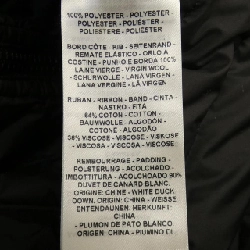 100% POLYESTER - POLYESTER
POLYESTER - POLIÉSTER -
POLIESTERE - POLIÉSTER
BORD CÔTE - RIB - SEITENRAND -
REMATE ELÁSTICO - ORLO A
COSTINE - PUNHO E BORDA 100%
LAINE VIERGE - VIRGIN WOOL -
SCHURWOLLE - LANA VIRGEN -
LANA VERGINE - LÃ VIRGEM
RUBAN - RIBBON - BAND - CINTA
- NASTRO - FITA
64% COTON - COTTON -
BAUMWOLLE - ALGODÓN -
COTONE - ALGODÃO
36% VISCOSE - VISCOSE - VISKOSE
- VISCOSA - VISCOSA - VISCOSE
REMBOURRAGE - PADDING -
POLSTERUNG - ACOLCHADO -
IMBOTTITURA - ACOLCHOADO 90%
DUVET DE CANARD BLANC,
ORIGINE: CHINE - WHITE DUCK
DOWN, ORIGIN: CHINA - WEISSE
ENTENDAUNEN, HERKUNFT:
CHINA -
PLUMÓN DE PATO BLANCO,
ORIGEN: CHINA - PIUMINO DI